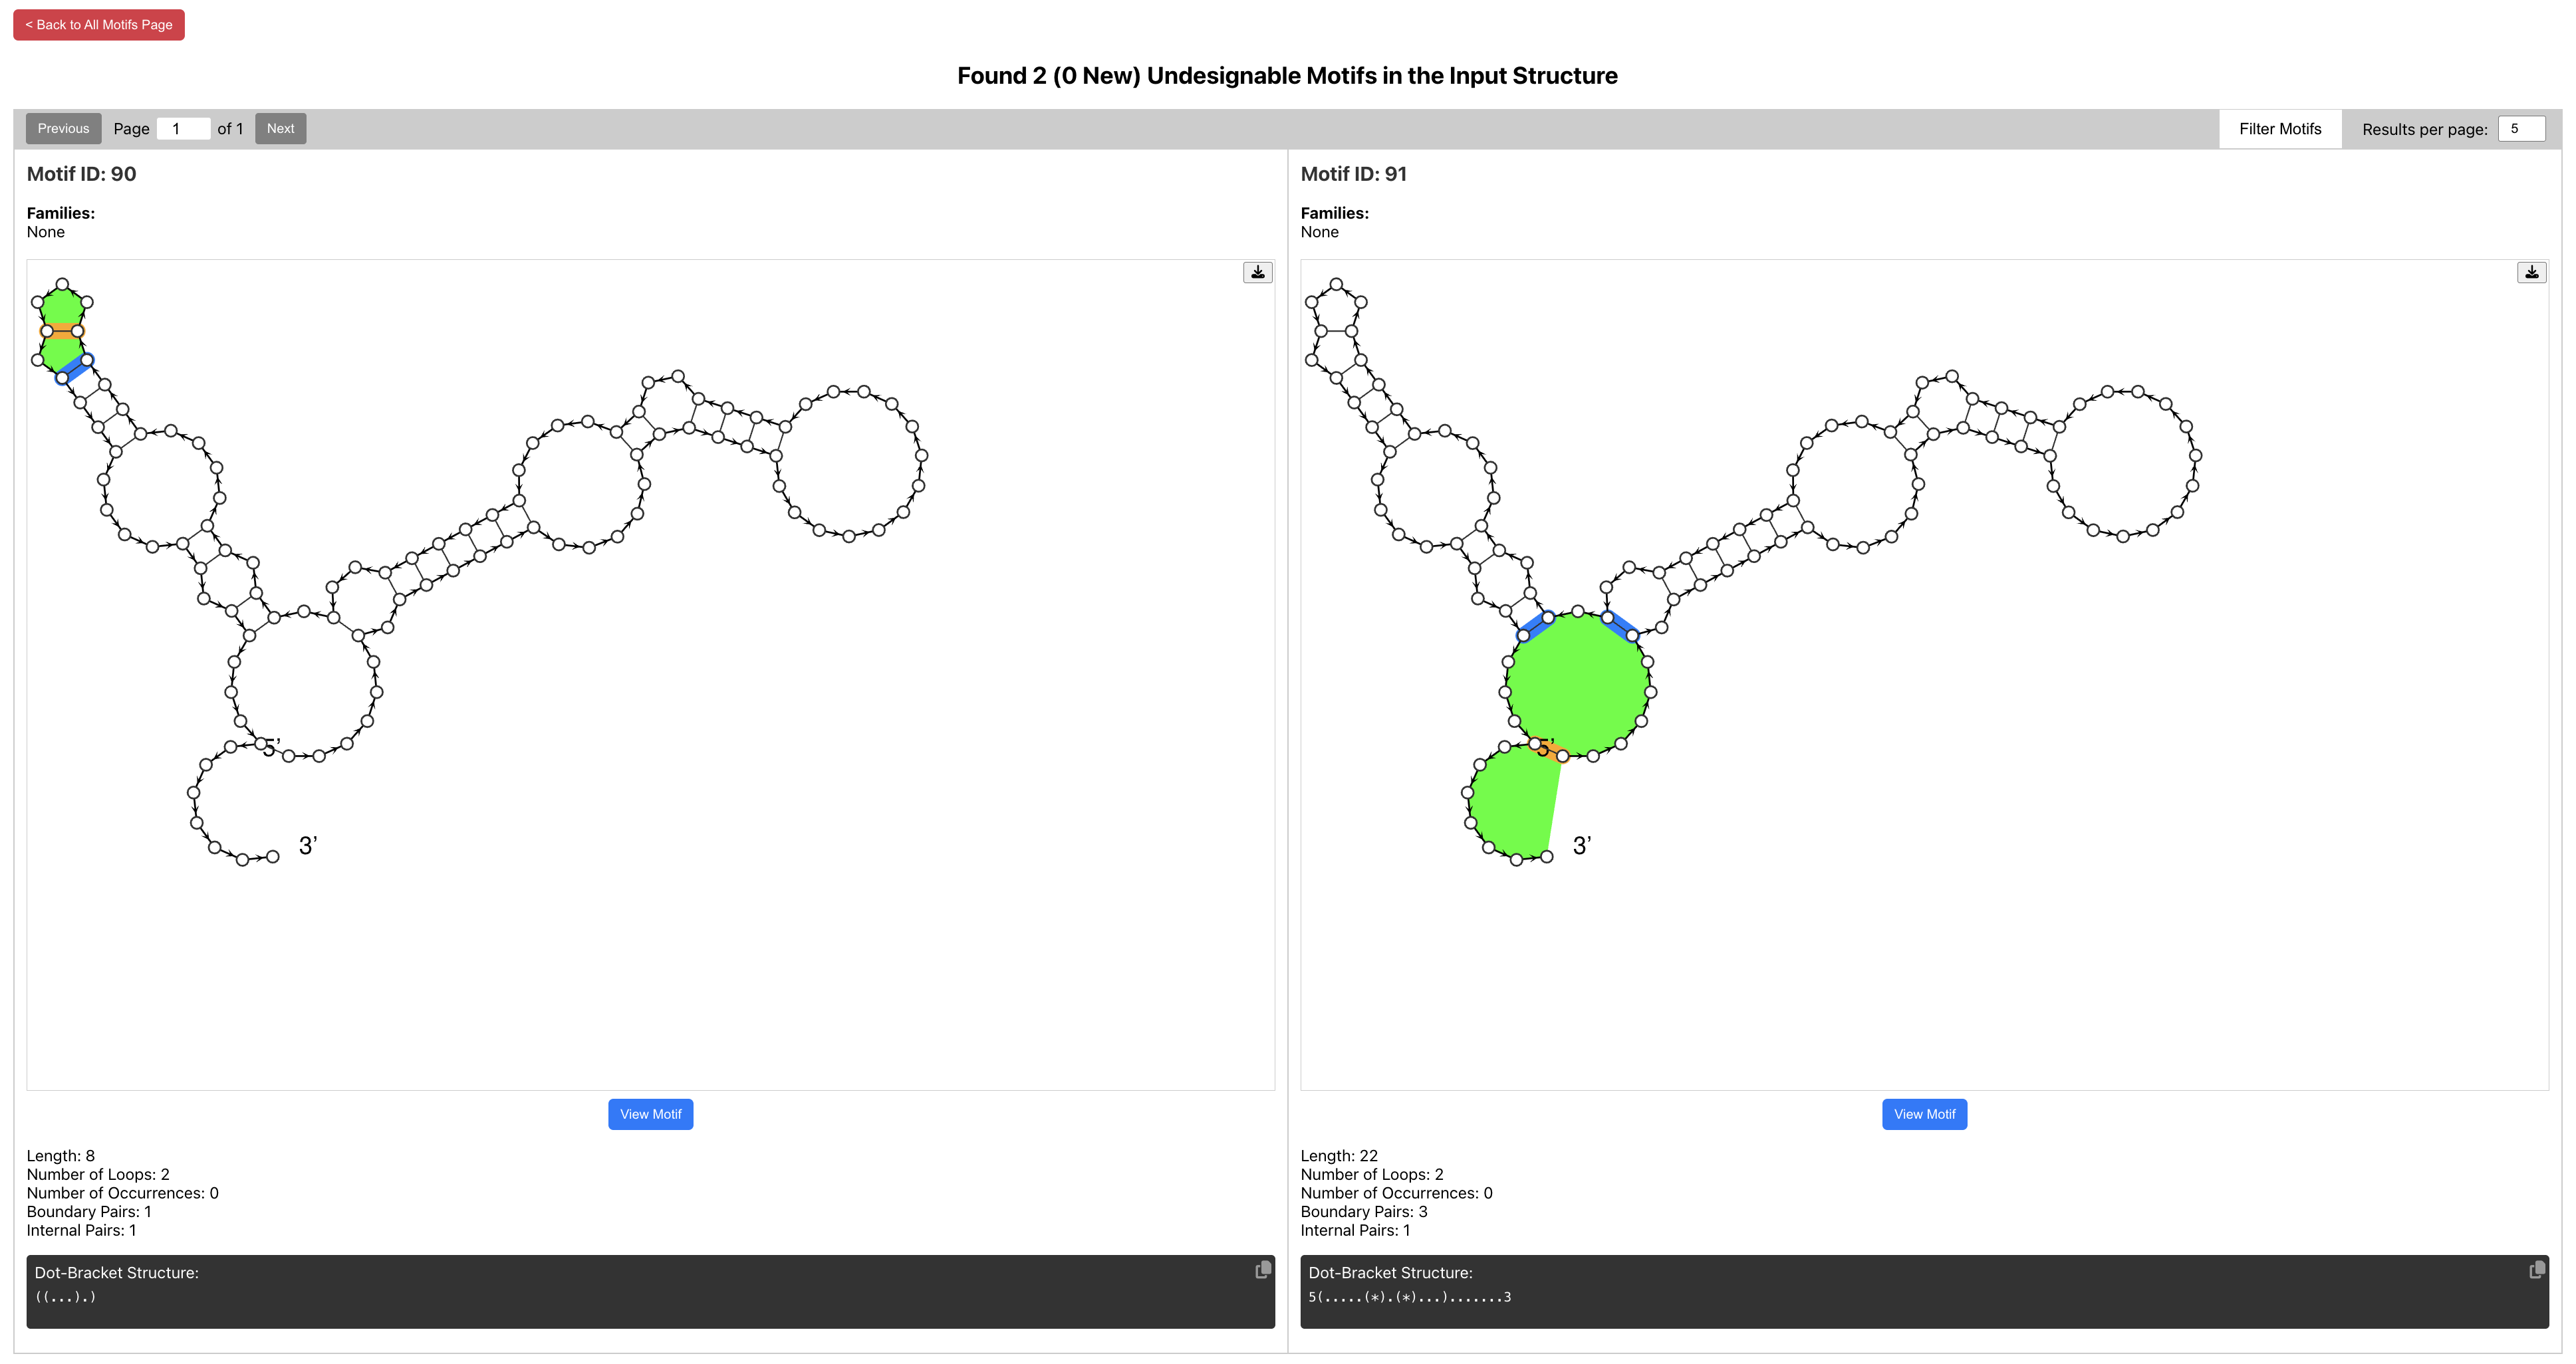 < Back to All Motifs Page
Found 2 (0 New) Undesignable Motifs in the Input Structure
Previous Page 1 of 1 Next Filter Motifs Results per page: 5
Motif ID: 90
Families:
None
5'
3'
View Motif
Length: 8
Number of Loops: 2
Number of Occurrences: 0
Boundary Pairs: 1
Internal Pairs: 1
Dot-Bracket Structure:
((...).)
Motif ID: 91
Families:
None
5'
3'
View Motif
Length: 22
Number of Loops: 2
Number of Occurrences: 0
Boundary Pairs: 3
Internal Pairs: 1
Dot-Bracket Structure:
5(.....(*).(*)...).......3